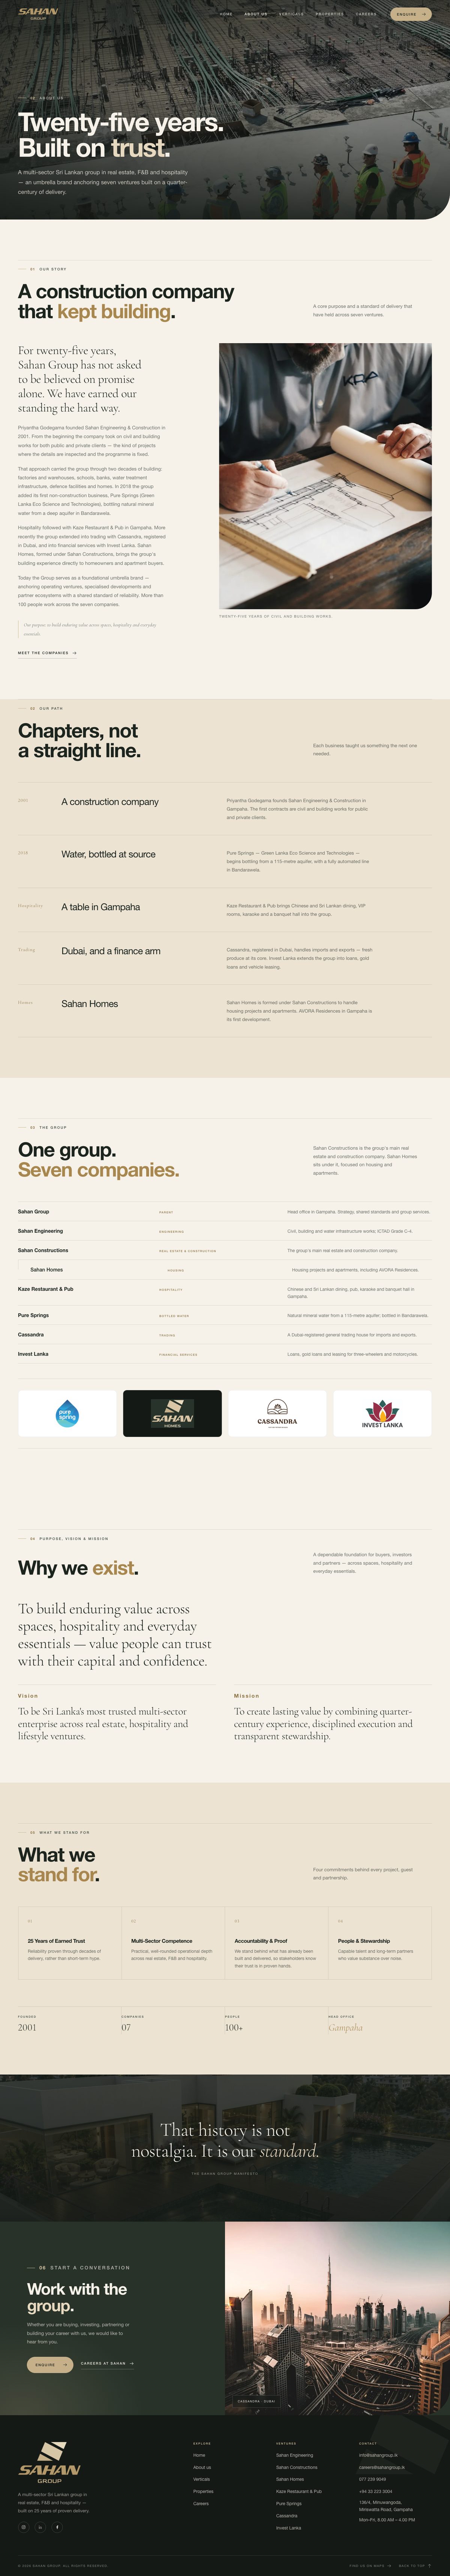 SAHAN
GROUP
HOME
ABOUT US
VERTICALS
PROPERTIES
CAREERS
ENQUIRE
ABOUT US
Twenty-five years.
Built on trust.
A multi-sector Sri Lankan group in real estate, F&B and hospitality
— an umbrella group anchoring seven ventures built on a quarter-
century of delivery.
01 OUR STORY
A construction company
that kept building.
A core purpose and a standard of delivery that
have held across seven ventures.
For twenty-five years,
Sahan Group has not asked
to be believed on promise
alone. We have earned our
standing the hard way.
Priyantha Godagama founded Sahan Engineering & Construction in
2001. From the beginning the company took on civil and building
works for both public and private clients — the kind of projects
where the details are inspected and the programme is fixed.
That approach carried the group through two decades of building:
factories and warehouses, schools, banks, water treatment
infrastructure, defence facilities and homes. In 2018 the group
added its first non-construction business, Pure Springs (Green
Lanka Eco Science and Technologies), bottling natural mineral
water from a deep aquifer in Bandarawela.
Hospitality followed with Kaze Restaurant & Pub in Gampaha. More
recently the group extended into trading with Cassandra, registered
in Dubai, and into financial services with Invest Lanka. Sahan
Homes, formed under Sahan Constructions, brings the group's
building experience directly to homeowners and apartment buyers.
Today the Group serves as a foundational umbrella brand —
anchoring operating ventures, specialised developments and
partner ecosystems with a shared standard of reliability. More than
100 people work across the seven companies.
Our purpose: to build enduring value across spaces, hospitality and everyday
essentials.
MEET THE COMPANIES
TWENTY-FIVE YEARS OF CIVIL AND BUILDING WORKS
OUR PATH
Chapters, not
a straight line.
Each business taught us something the next one
needed.
2001
A construction company
Priyantha Godagama founds Sahan Engineering & Construction in
Gampaha. The first contracts are civil and building works for public
and private clients.
2018
Water, bottled at source
Pure Springs — Green Lanka Eco Science and Technologies —
begins bottling from a 115-metre aquifer, with a fully automated line
in Bandarawela.
Hospitality
A table in Gampaha
Kaze Restaurant & Pub brings Chinese and Sri Lankan dining, VIP
rooms, karaoke and a banquet hall into the group.
Trading
Dubai, and a finance arm
Cassandra, registered in Dubai, handles imports and exports — fresh
produce at its core. Invest Lanka extends the group into loans, gold
loans and vehicle leasing.
Homes
Sahan Homes
Sahan Homes is formed under Sahan Constructions to handle
housing projects and apartments. AVORA Residences in Gampaha is
its first development.
03 THE GROUP
One group.
Seven companies.
Sahan Constructions is the group's main real
estate and construction company. Sahan Homes
sits under it, focused on housing and
apartments.
Sahan Group
PARENT
Head office in Gampaha. Strategy, shared standards and group services.
Sahan Engineering
ENGINEERING
Civil, building and water infrastructure works; ICTAD Grade C-4.
Sahan Constructions
REAL ESTATE & CONSTRUCTION
The group's main real estate and construction company.
Sahan Homes
HOUSING
Housing projects and apartments, including AVORA Residences.
Kaze Restaurant & Pub
HOSPITALITY
Chinese and Sri Lankan dining, pub, karaoke and banquet hall in
Gampaha.
Pure Springs
BOTTLED WATER
Natural mineral water from a 115-metre aquifer, bottled in Bandarawela.
Cassandra
TRADING
A Dubai-registered general trading house for imports and exports.
Invest Lanka
FINANCIAL SERVICES
Loans, gold loans and leasing for three-wheelers and motorcycles.
pure
spring
SAHAN
HOMES
CASSANDRA
INVEST LANKA
04 PURPOSE, VISION & MISSION
Why we exist.
A dependable foundation for buyers, investors
and partners — across spaces, hospitality and
everyday essentials.
To build enduring value across
spaces, hospitality and everyday
essentials — value people can trust
with their capital and confidence.
Vision
To be Sri Lanka's most trusted multi-sector
enterprise across real estate, hospitality and
lifestyle ventures.
Mission
To create lasting value by combining quarter-
century experience, disciplined execution and
transparent stewardship.
05 WHAT WE STAND FOR
What we
stand for.
Four commitments behind every project, guest
and partnership.
01
25 Years of Earned Trust
Reliability proven through decades of
delivery, rather than short-term hype.
02
Multi-Sector Competence
Practical, well-rounded operational depth
across real estate, F&B and hospitality.
03
Accountability & Proof
We stand behind what has already been
built and delivered, so stakeholders know
their trust is in proven hands.
04
People & Stewardship
Capable talent and long-term partners
who value substance over noise.
FOUNDED
2001
COMPANIES
07
PEOPLE
100+
HEAD OFFICE
Gampaha
That history is not
nostalgia. It is our standard.
THE SAHAN GROUP MANIFESTO
06 START A CONVERSATION
Work with the
group.
Whether you are buying, investing, partnering or
building your career with us, we would like to
hear from you.
ENQUIRE
CAREERS AT SAHAN
CASSANDRA · DUBAI
SAHAN
GROUP
A multi-sector Sri Lankan group in
real estate, F&B and hospitality —
built on 25 years of proven delivery.
EXPLORE
Home
About us
Verticals
Properties
Careers
VENTURES
Sahan Engineering
Sahan Constructions
Sahan Homes
Kaze Restaurant & Pub
Pure Springs
Cassandra
Invest Lanka
CONTACT
info@sahangroup.lk
careers@sahangroup.lk
Miriswatta Road, Gampaha
Mon–Fri, 8.00 AM – 4.00 PM
© 2026 SAHAN GROUP. ALL RIGHTS RESERVED.
FIND US ON MAPS
BACK TO TOP